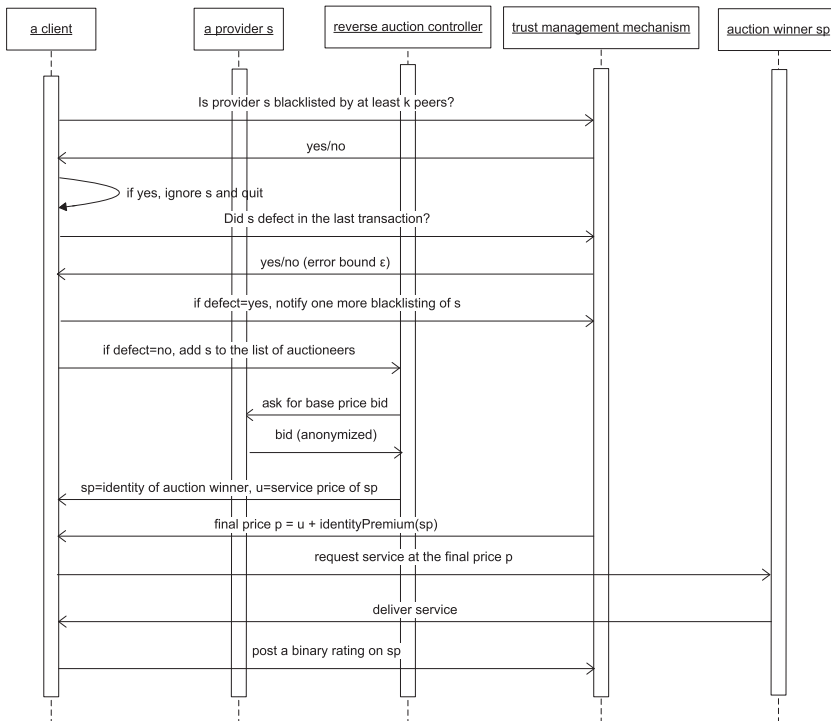 a client
a provider s
reverse auction controller
trust management mechanism
auction winner sp
Is provider s blacklisted by at least k peers?
yes/no
if yes, ignore s and quit
Did s defect in the last transaction?
yes/no (error bound ε)
if defect=yes, notify one more blacklisting of s
if defect=no, add s to the list of auctioneers
ask for base price bid
bid (anonymized)
sp=identity of auction winner, u=service price of sp
final price p = u + identityPremium(sp)
request service at the final price p
deliver service
post a binary rating on sp